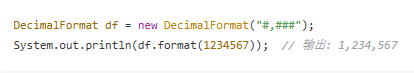 DecimalFormat df = new DecimalFormat("#,###");
System.out.println(df.format(1234567));  // 输出: 1,234,567